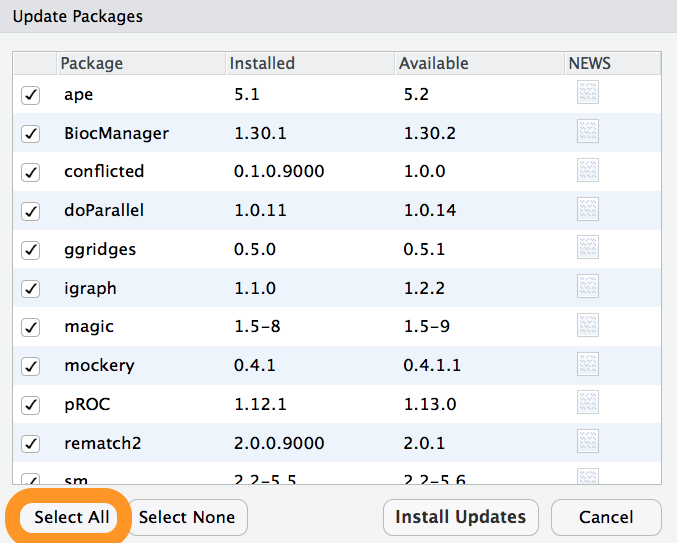 Update Packages
Package Installed Available NEWS
ape 5.1 5.2
BiocManager 1.30.1 1.30.2
conflicted 0.1.0.9000 1.0.0
doParallel 1.0.11 1.0.14
ggridges 0.5.0 0.5.1
igraph 1.1.0 1.2.2
magic 1.5-8 1.5-9
mockery 0.4.1 0.4.1.1
pROC 1.12.1 1.13.0
rematch2 2.0.0.9000 2.0.1
sm 2.2-5.5 2.2-5.6
Select All Select None Install Updates Cancel